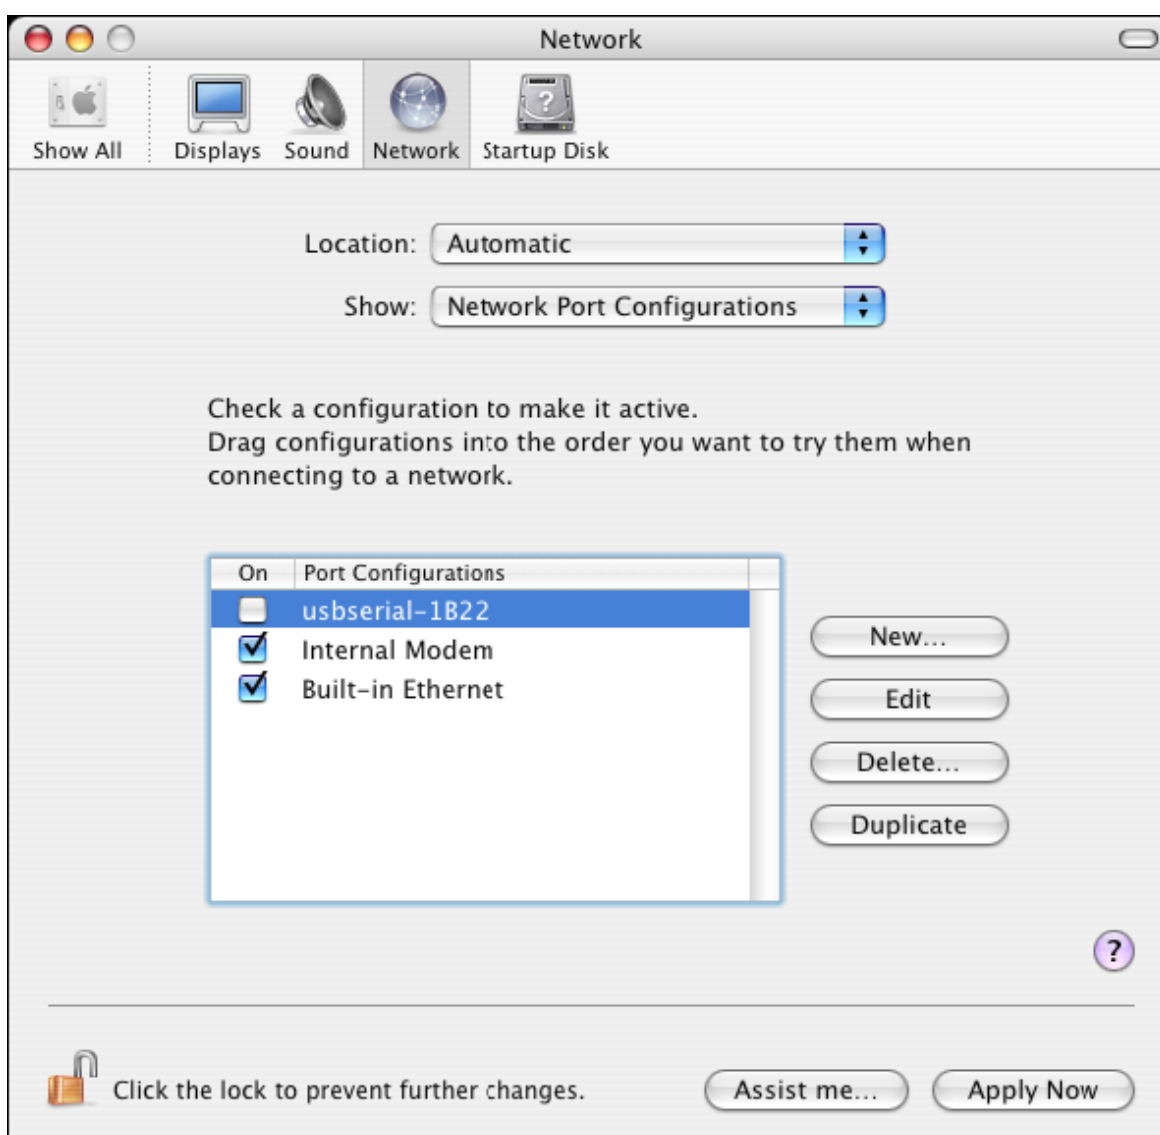 Network
Show All Displays Sound Network Startup Disk
Location: Automatic
Show: Network Port Configurations
Check a configuration to make it active.
Drag configurations into the order you want to try them when
connecting to a network.
On Port Configurations
usbserial-1B22
Internal Modem
Built-in Ethernet
New...
Edit
Delete...
Duplicate
?
Click the lock to prevent further changes. Assist me... Apply Now